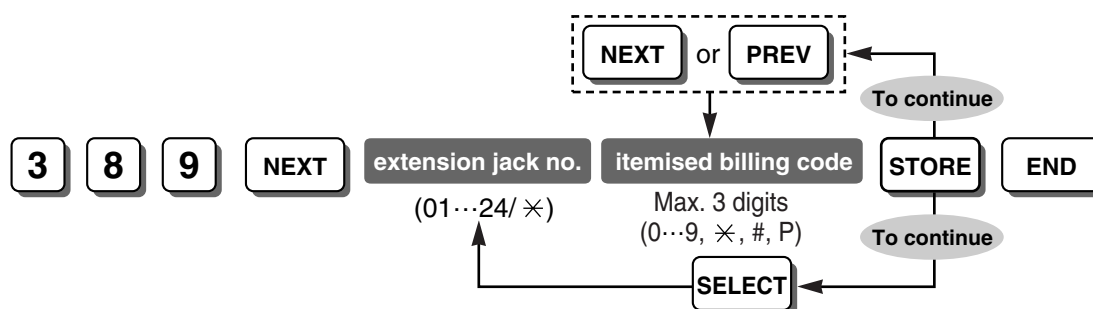 NEXT or PREV
To continue
3 8 9 NEXT extension jack no. itemised billing code STORE END
(01···24/ ✳) Max. 3 digits
(0···9, ✳, #, P)
To continue
SELECT